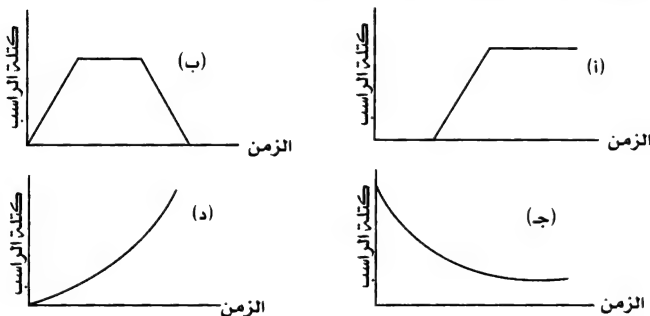 (أ)
كتلة الراسب
الزمن
(ب)
كتلة الراسب
الزمن
(جـ)
كتلة الراسب
الزمن
(د)
كتلة الراسب
الزمن